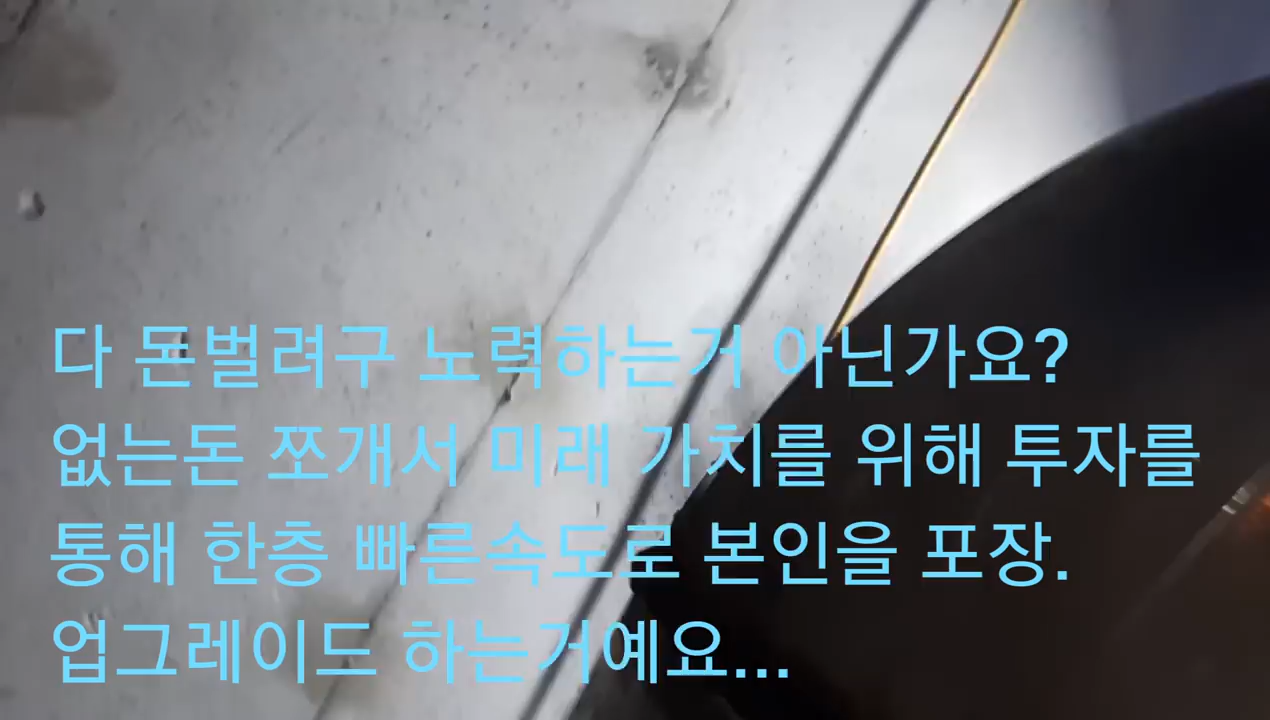 다 돈벌려구 노력하는거 아닌가요?
없는돈 쪼개서 미래 가치를 위해 투자를
통해 한층 빠른속도로 본인을 포장.
업그레이드 하는거예요...